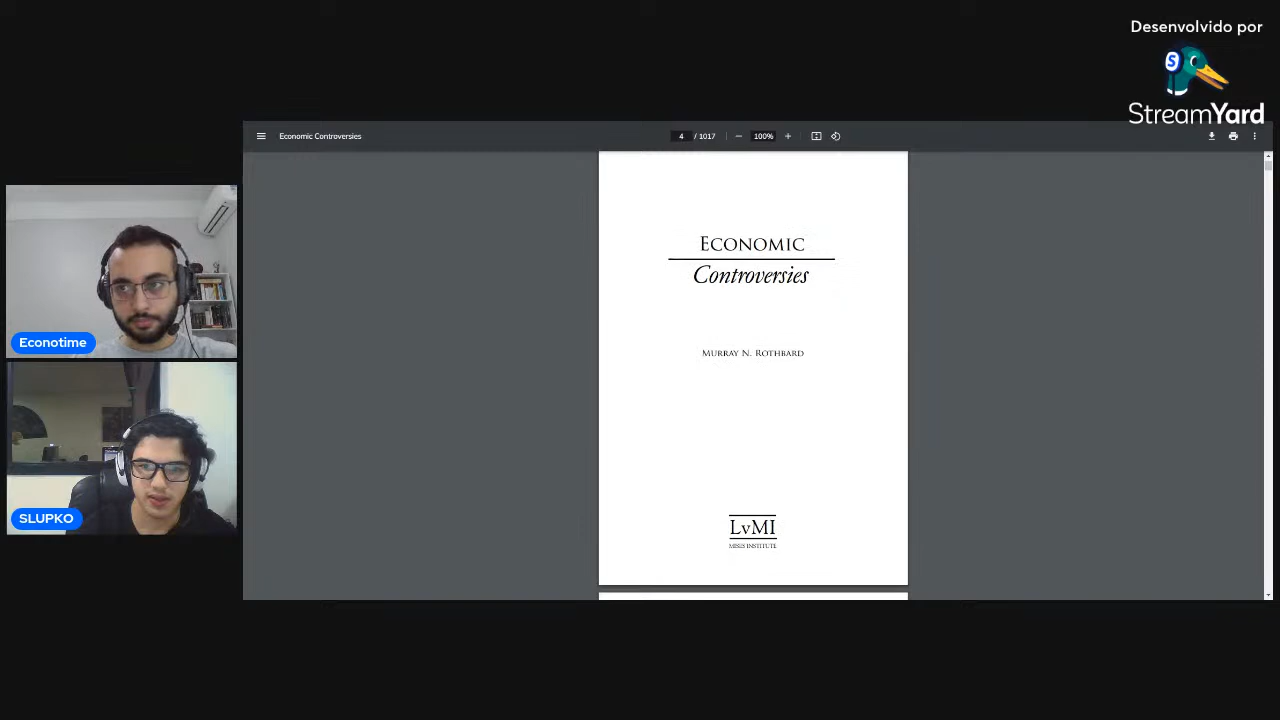 Desenvolvido por
StreamYard
Economic Controversies
4 / 1017
100%
ECONOMIC
Controversies
MURRAY N. ROTHBARD
LvMI
MISES INSTITUTE
Econotime
SLUPKO